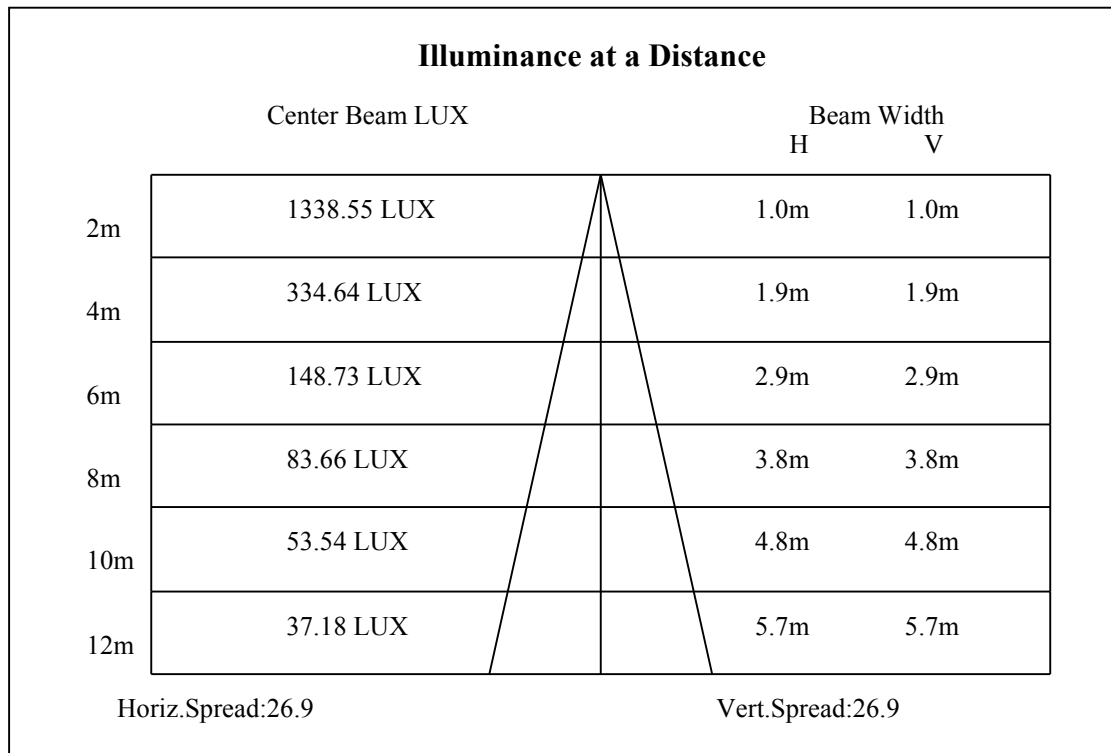 Illuminance at a Distance
Center Beam LUX Beam Width
H V
2m 1338.55 LUX 1.0m 1.0m
4m 334.64 LUX 1.9m 1.9m
6m 148.73 LUX 2.9m 2.9m
8m 83.66 LUX 3.8m 3.8m
10m 53.54 LUX 4.8m 4.8m
12m 37.18 LUX 5.7m 5.7m
Horiz.Spread:26.9 Vert.Spread:26.9